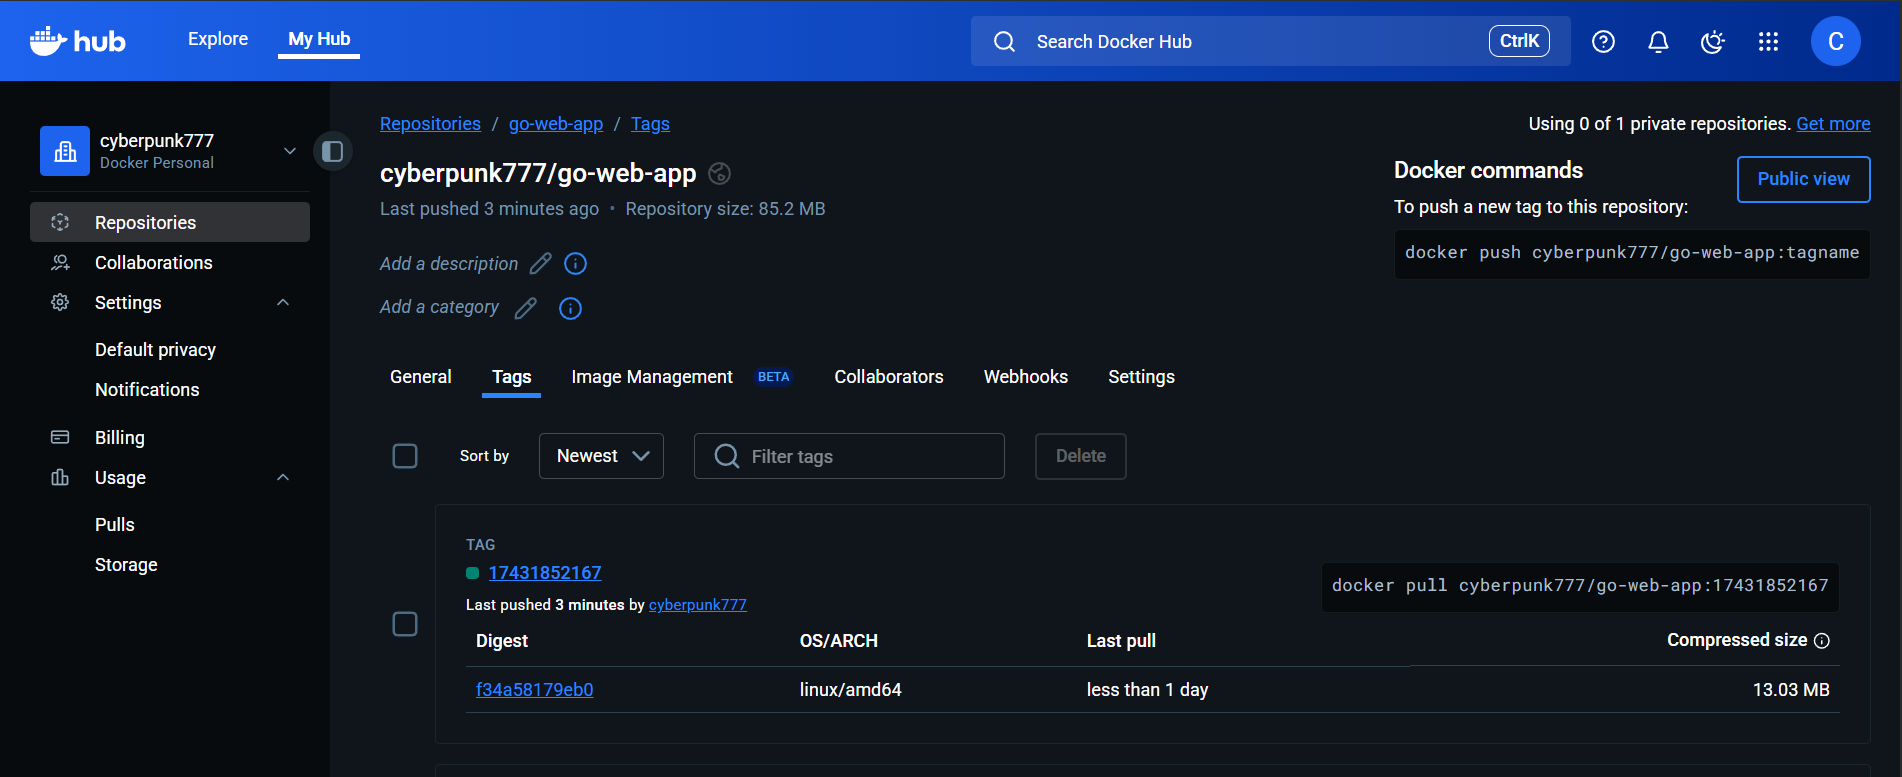 hub
Explore
My Hub
Search Docker Hub
CtrlK
C
cyberpunk777
Docker Personal
Repositories
Collaborations
Settings
Default privacy
Notifications
Billing
Usage
Pulls
Storage
Repositories / go-web-app / Tags
Using 0 of 1 private repositories. Get more
cyberpunk777/go-web-app
Last pushed 3 minutes ago • Repository size: 85.2 MB
Add a description
Add a category
Docker commands
Public view
To push a new tag to this repository:
docker push cyberpunk777/go-web-app:tagname
General
Tags
Image Management BETA
Collaborators
Webhooks
Settings
Sort by
Newest
Filter tags
Delete
TAG
17431852167
Last pushed 3 minutes by cyberpunk777
docker pull cyberpunk777/go-web-app:17431852167
Digest OS/ARCH Last pull Compressed size
f34a58179eb0 linux/amd64 less than 1 day 13.03 MB